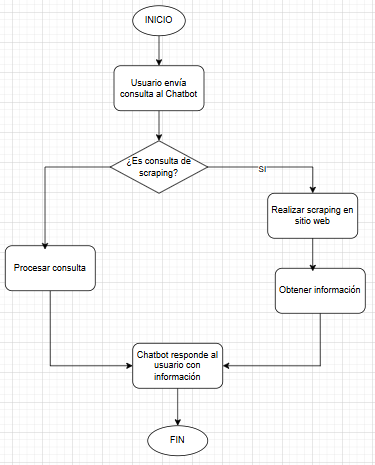 INICIO
Usuario envía
consulta al Chatbot
¿Es consulta de
scraping?
SI
Realizar scraping en
sitio web
Procesar consulta
Obtener información
Chatbot responde al
usuario con
información
FIN